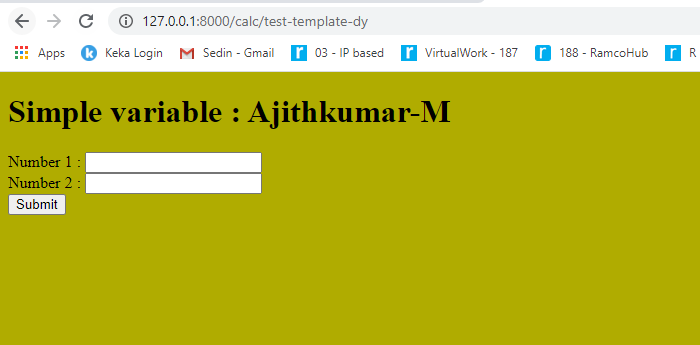 127.0.0.1:8000/calc/test-template-dy
Apps Keka Login Sedin - Gmail 03 - IP based VirtualWork - 187 188 - RamcoHub R
Simple variable : Ajithkumar-M
Number 1 :
Number 2 :
Submit